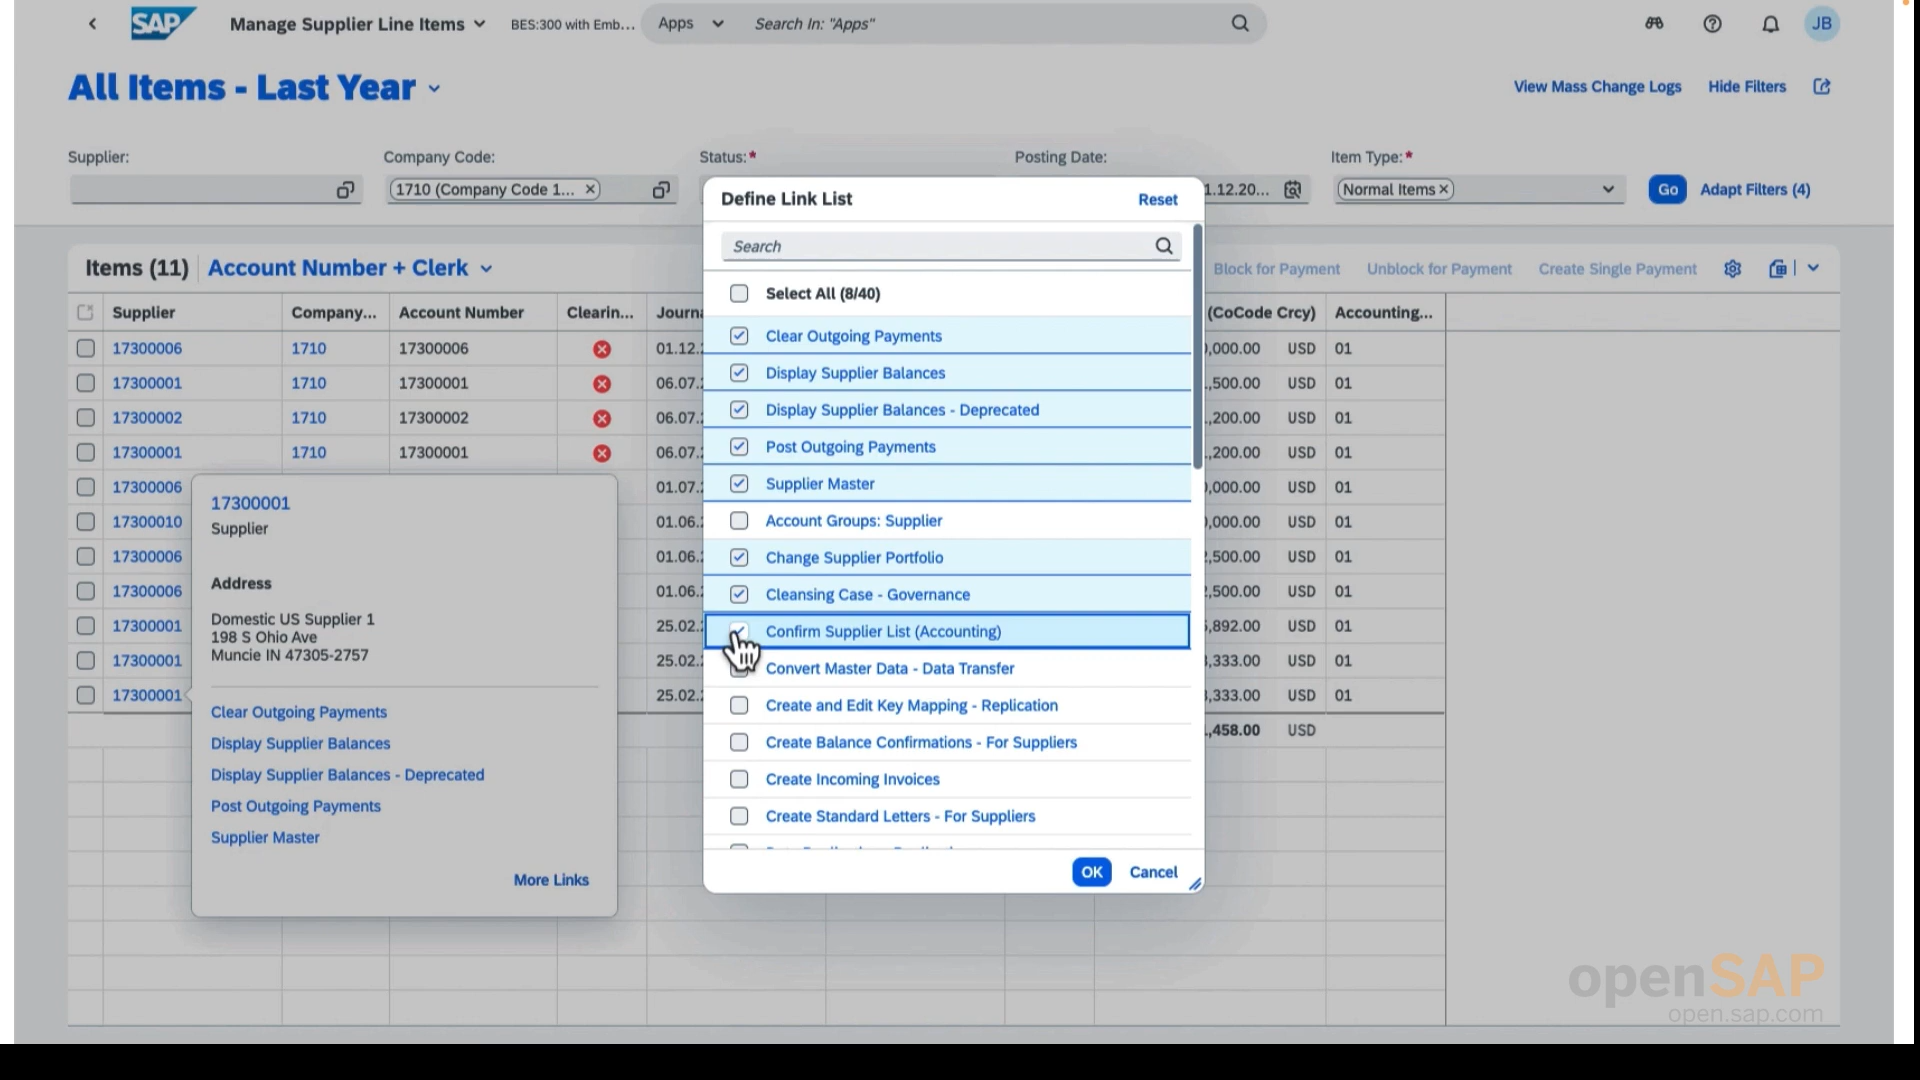 SAP Manage Supplier Line Items BES:300 with Emb... Apps Search In: "Apps" JB
All Items - Last Year
View Mass Change Logs Hide Filters
Supplier: Company Code: Status:* Posting Date: Item Type:*
1710 (Company Code 1... 1.12.20... Normal Items Go Adapt Filters (4)
Items (11) Account Number + Clerk Block for Payment Unblock for Payment Create Single Payment
Supplier Company... Account Number Clearin... Journa (CoCode Crcy) Accounting...
17300006 1710 17300006 01.12. ,000.00 USD 01
17300001 1710 17300001 06.07. ,500.00 USD 01
17300002 1710 17300002 06.07. ,200.00 USD 01
17300001 1710 17300001 06.07. ,200.00 USD 01
17300006 01.07. ,000.00 USD 01
17300010 01.06. ,000.00 USD 01
17300006 01.06. ,500.00 USD 01
17300006 01.06. ,500.00 USD 01
17300001 25.02. ,892.00 USD 01
17300001 25.02. ,333.00 USD 01
17300001 25.02. ,333.00 USD 01
,458.00 USD
17300001
Supplier
Address
Domestic US Supplier 1
198 S Ohio Ave
Muncie IN 47305-2757
Clear Outgoing Payments
Display Supplier Balances
Display Supplier Balances - Deprecated
Post Outgoing Payments
Supplier Master
More Links
Define Link List Reset
Search
Select All (8/40)
Clear Outgoing Payments
Display Supplier Balances
Display Supplier Balances - Deprecated
Post Outgoing Payments
Supplier Master
Account Groups: Supplier
Change Supplier Portfolio
Cleansing Case - Governance
Confirm Supplier List (Accounting)
Convert Master Data - Data Transfer
Create and Edit Key Mapping - Replication
Create Balance Confirmations - For Suppliers
Create Incoming Invoices
Create Standard Letters - For Suppliers
OK Cancel
openSAP
open.sap.com